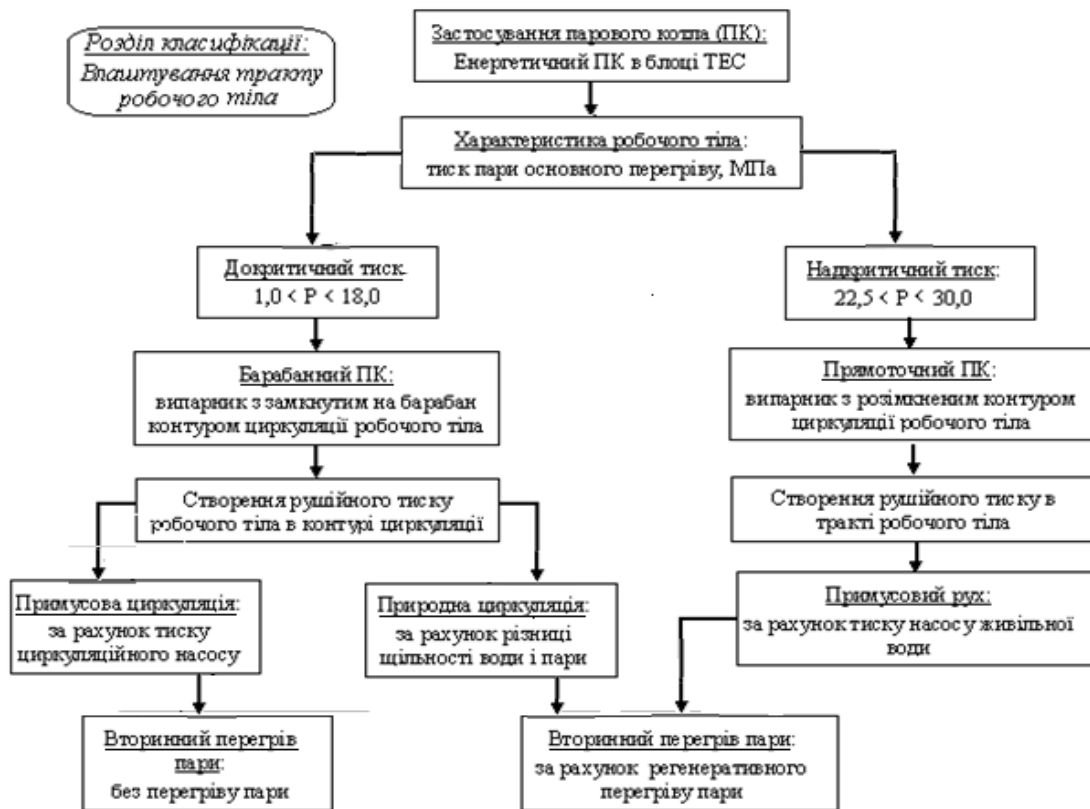 Розділ класифікації:
Влаштування тракту
робочого тіла
Застосування парового котла (ПК):
Енергетичний ПК в блоці ТЕС
Характеристика робочого тіла:
тиск пари основного перегріву, МПа
Докритичний тиск.
1,0 < Р < 18,0
Надкритичний тиск:
22,5 < Р < 30,0
Барабанний ПК:
випарник з замкнутим на барабан
контуром циркуляції робочого тіла
Прямоточний ПК:
випарник з розімкненим контуром
циркуляції робочого тіла
Створення рушійного тиску
робочого тіла в контурі циркуляції
Створення рушійного тиску в
тракті робочого тіла
Примусова циркуляція:
за рахунок тиску
циркуляційного насосу
Природна циркуляція:
за рахунок різниці
щільності води і пари
Примусовий рух:
за рахунок тиску насосу живільної
води
Вторинний перегрів
пари:
без перегріву пари
Вторинний перегрів пари:
за рахунок регенеративного
перегріву пари